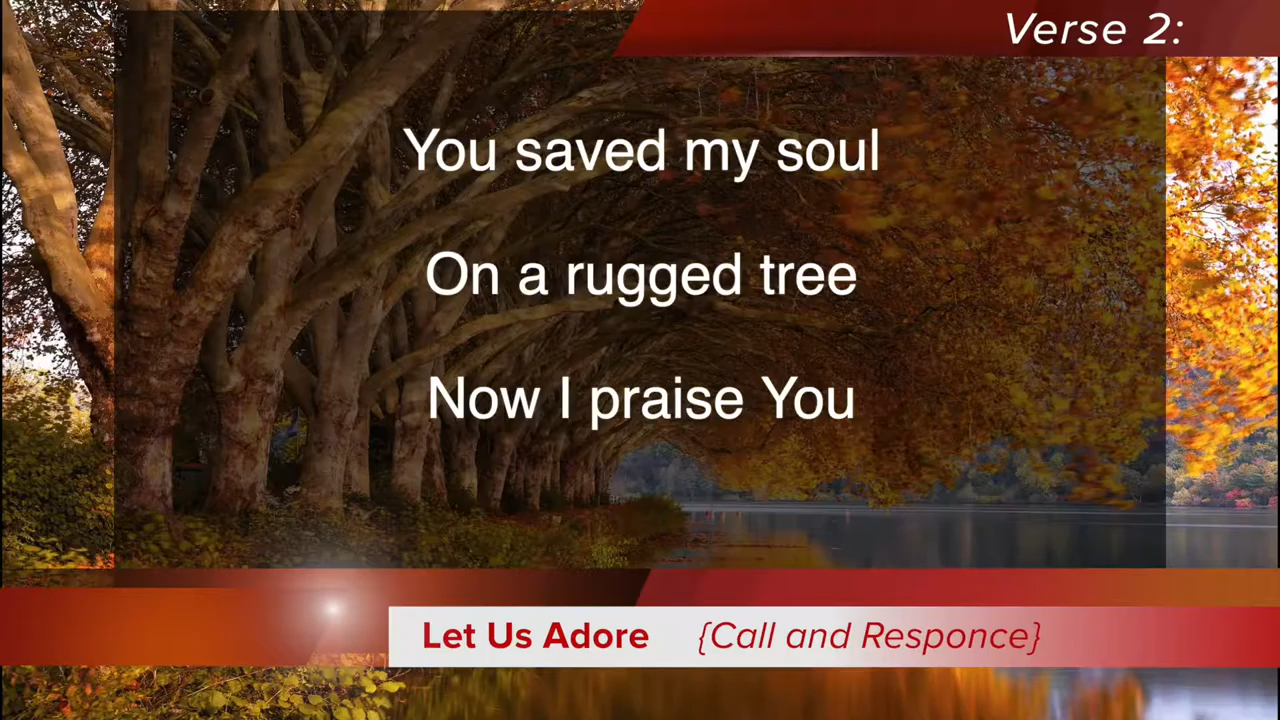 Verse 2:
You saved my soul
On a rugged tree
Now I praise You
Let Us Adore {Call and Responce}